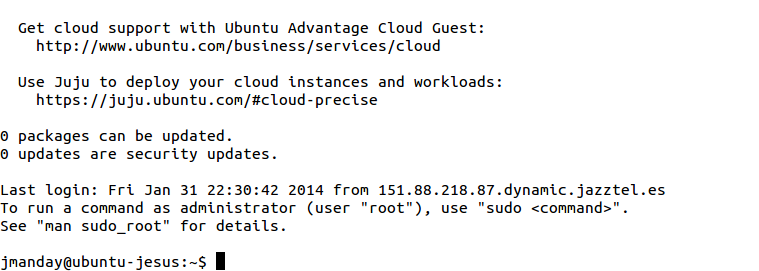 Get cloud support with Ubuntu Advantage Cloud Guest:
http://www.ubuntu.com/business/services/cloud
Use Juju to deploy your cloud instances and workloads:
https://juju.ubuntu.com/#cloud-precise
0 packages can be updated.
0 updates are security updates.
Last login: Fri Jan 31 22:30:42 2014 from 151.88.218.87.dynamic.jazztel.es
To run a command as administrator (user "root"), use "sudo <command>".
See "man sudo_root" for details.
jmanday@ubuntu-jesus:~$